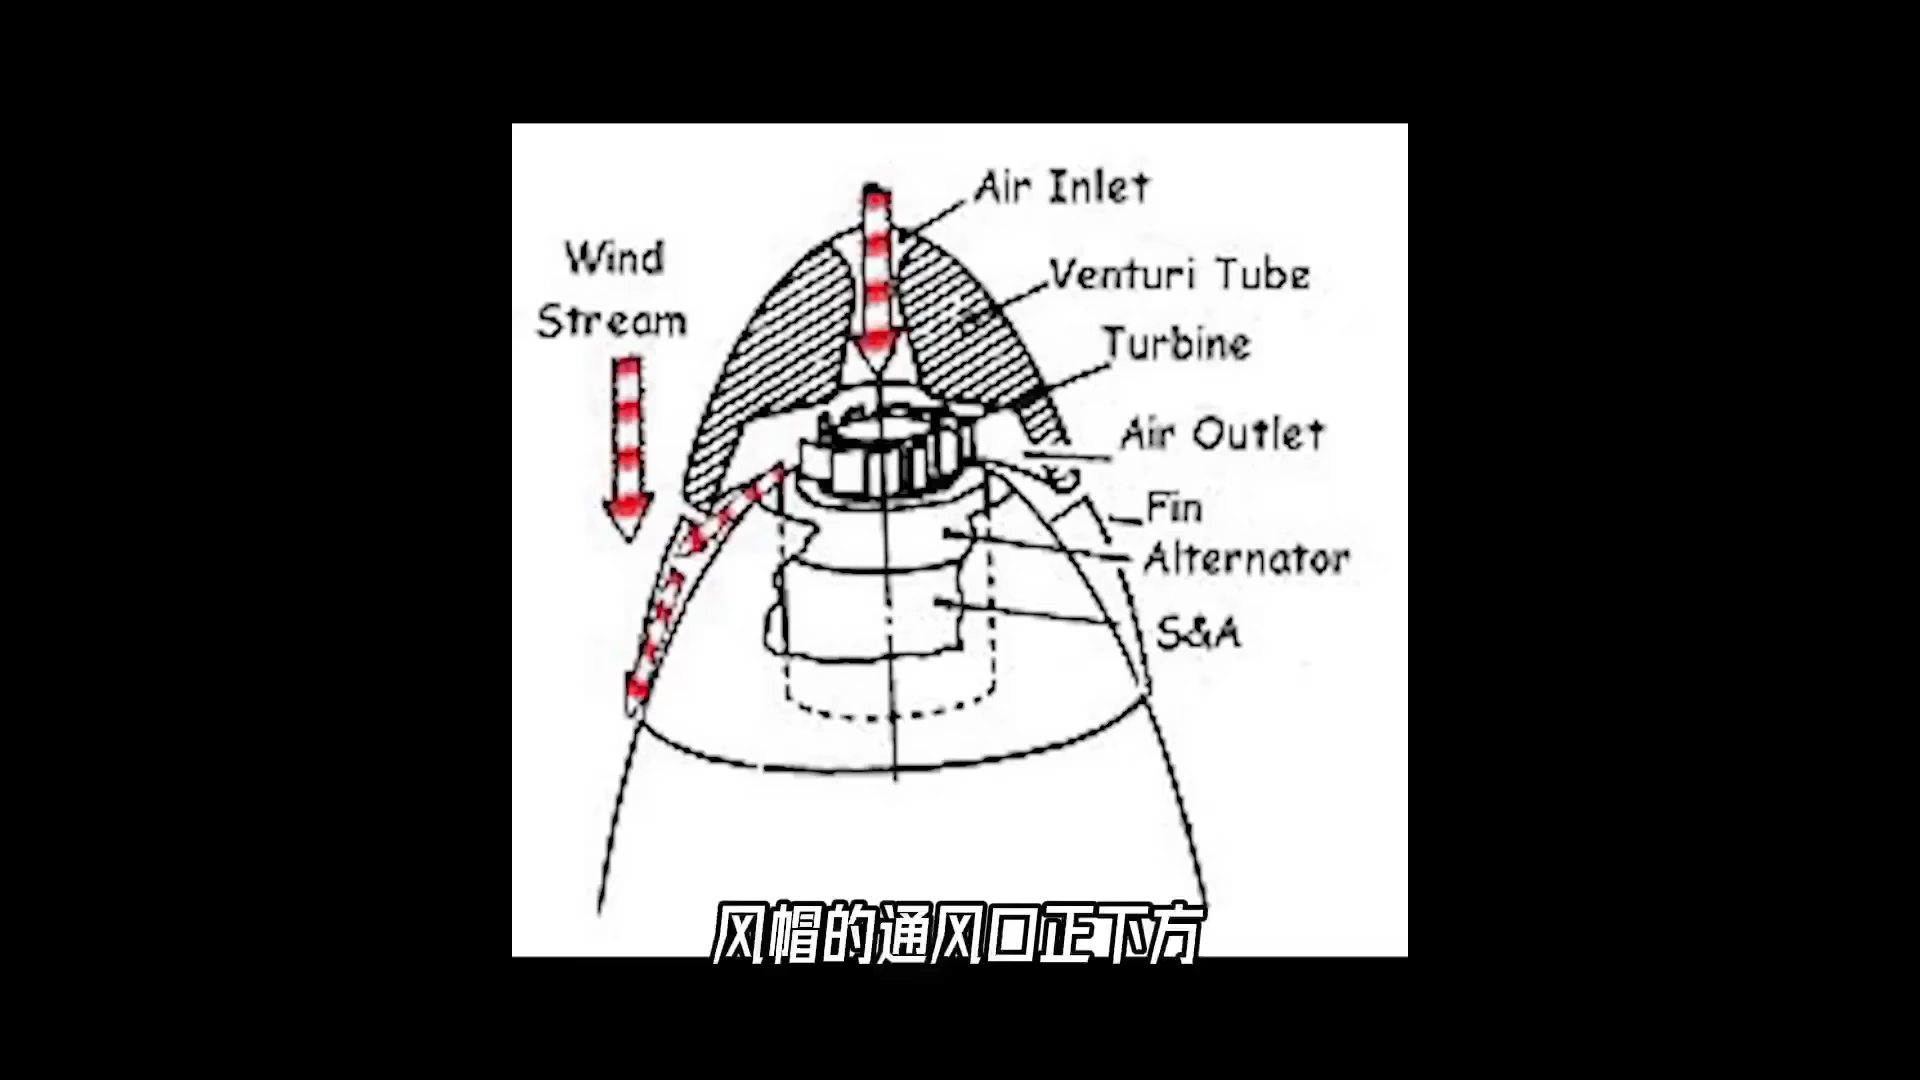 Air Inlet
Wind
Stream
Venturi Tube
Turbine
Air Outlet
Fin
Alternator
S&A
风帽的通风口正下方